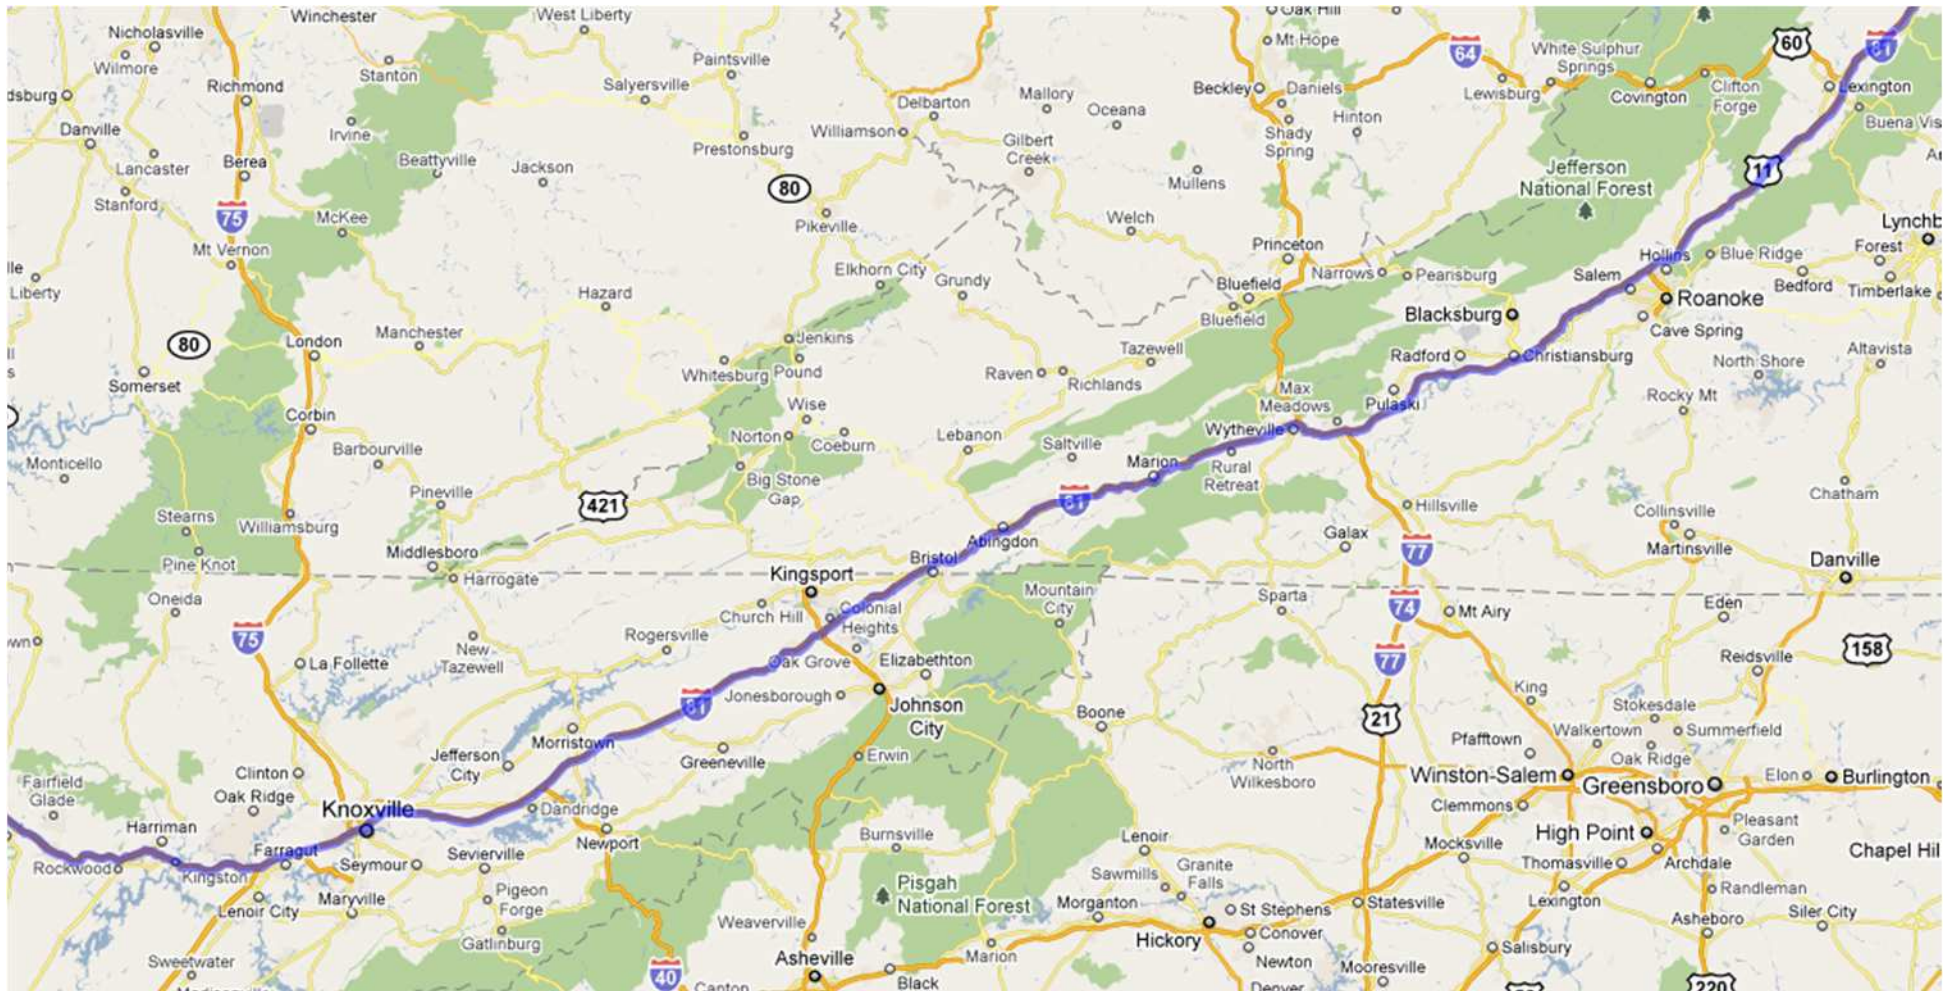 Winchester
West Liberty
Oak Hill
Nicholasville
Mt Hope
60
81
64
White Sulphur
Springs
Wilmore
Stanton
Paintsville
Richmond
Salyersville
Beckley
Daniels
Lewisburg
Covington
Clifton
Forge
Lexington
dsburg
Delbarton
Mallory
Oceana
Hinton
Danville
Irvine
Williamson
Shady
Spring
Buena Vis
Prestonsburg
Gilbert
Creek
Lancaster
Berea
Beattyville
Jackson
Jefferson
National Forest
11
Ar
80
Mullens
Stanford
75
McKee
Pikeville
Welch
Lynchb
Mt Vernon
Princeton
Hollins
Blue Ridge
Forest
lle
Liberty
Elkhorn City
Grundy
Narrows
Pearisburg
Salem
Bedford
Timberlake
Hazard
Bluefield
Bluefield
Roanoke
Blacksburg
Cave Spring
80
London
Manchester
Jenkins
Tazewell
Radford
Christiansburg
North Shore
Altavista
ll
s
Somerset
Whitesburg
Pound
Raven
Richlands
Max
Meadows
Pulaski
Rocky Mt
Corbin
Wise
Norton
Coeburn
Lebanon
Saltville
Wytheville
Barbourville
Monticello
Marion
Rural
Retreat
Pineville
Big Stone
Gap
421
81
Chatham
Stearns
Williamsburg
Hillsville
Collinsville
Galax
Martinsville
Abingdon
Middlesboro
Pine Knot
Harrogate
Bristol
77
Danville
Kingsport
Oneida
Mountain
City
Sparta
74
Mt Airy
Eden
Church Hill
Colonial
Heights
75
wn
New
Tazewell
Rogersville
158
La Follette
Oak Grove
Elizabethton
77
Reidsville
Jonesborough
King
81
Johnson
City
Boone
21
Stokesdale
Morristown
Walkertown
Summerfield
Jefferson
City
Greeneville
Erwin
Pfafftown
Oak Ridge
North
Wilkesboro
Clinton
Winston-Salem
Greensboro
Elon
Burlington
Fairfield
Glade
Oak Ridge
Knoxville
Dandridge
Clemmons
Harriman
Newport
Burnsville
Lenoir
High Point
Pleasant
Garden
Farragut
Seymour
Sevierville
Mocksville
Chapel Hil
Rockwood
Kingston
Sawmills
Granite
Falls
Thomasville
Archdale
Pisgah
National Forest
Pigeon
Forge
Lenoir City
Maryville
Morganton
St Stephens
Statesville
Lexington
Randleman
Weaverville
Asheboro
Siler City
Gatlinburg
Hickory
Conover
Salisbury
Sweetwater
40
Asheville
Marion
Newton
Mooresville
Canton
Black
Denver
220